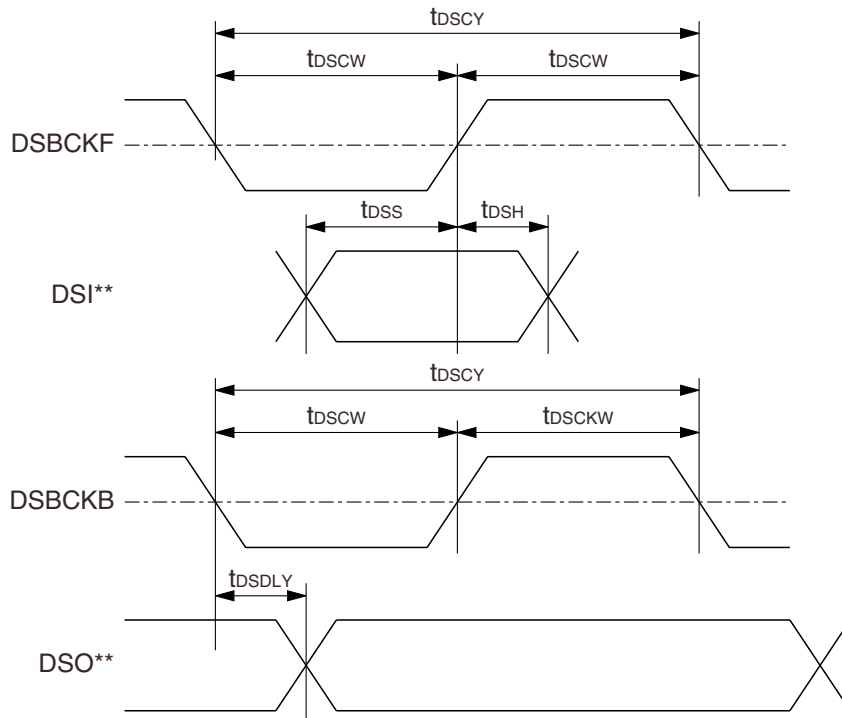 tDSCY
tDSCW tDSCW
DSBCKF
tDSS tDSH
DSI**
tDSCY
tDSCW tDSCKW
DSBCKB
tDSDLY
DSO**